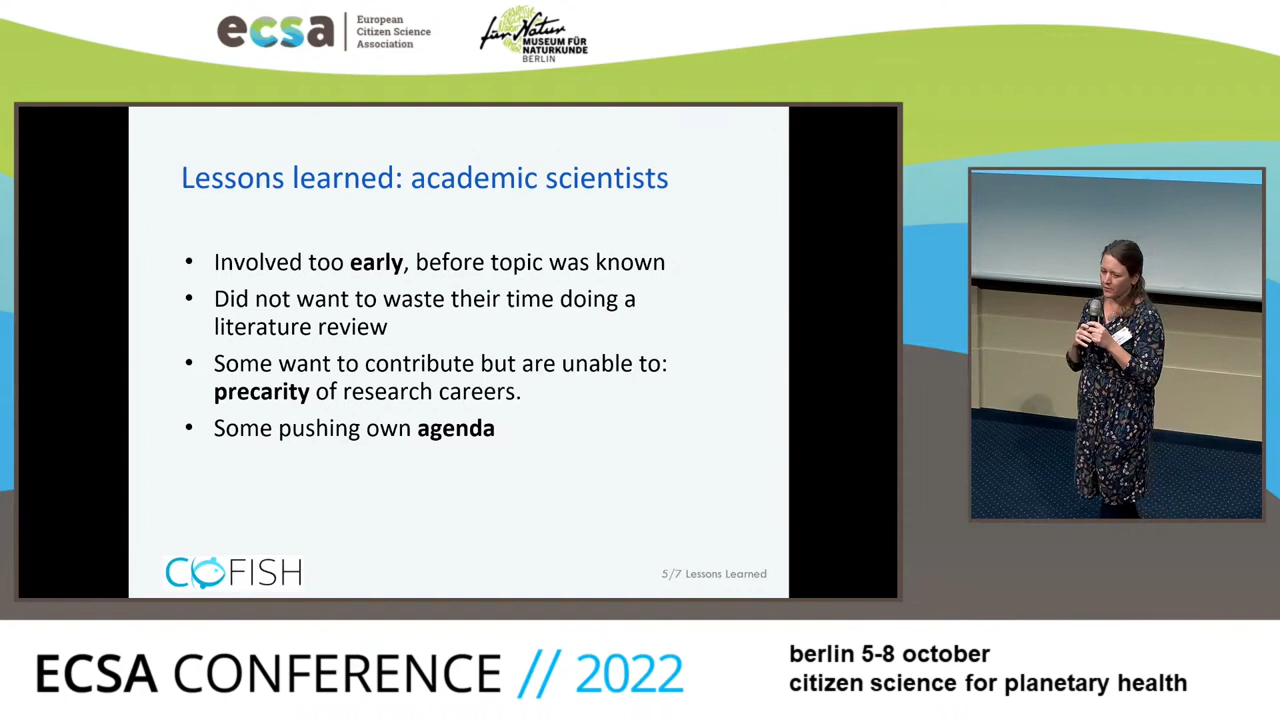 ecsa
European
Citizen Science
Association
für Natur
MUSEUM FÜR
NATURKUNDE
BERLIN
Lessons learned: academic scientists
• Involved too early, before topic was known
• Did not want to waste their time doing a
literature review
• Some want to contribute but are unable to:
precarity of research careers.
• Some pushing own agenda
COFISH
5/7 Lessons Learned
ECSA CONFERENCE // 2022
berlin 5-8 october
citizen science for planetary health